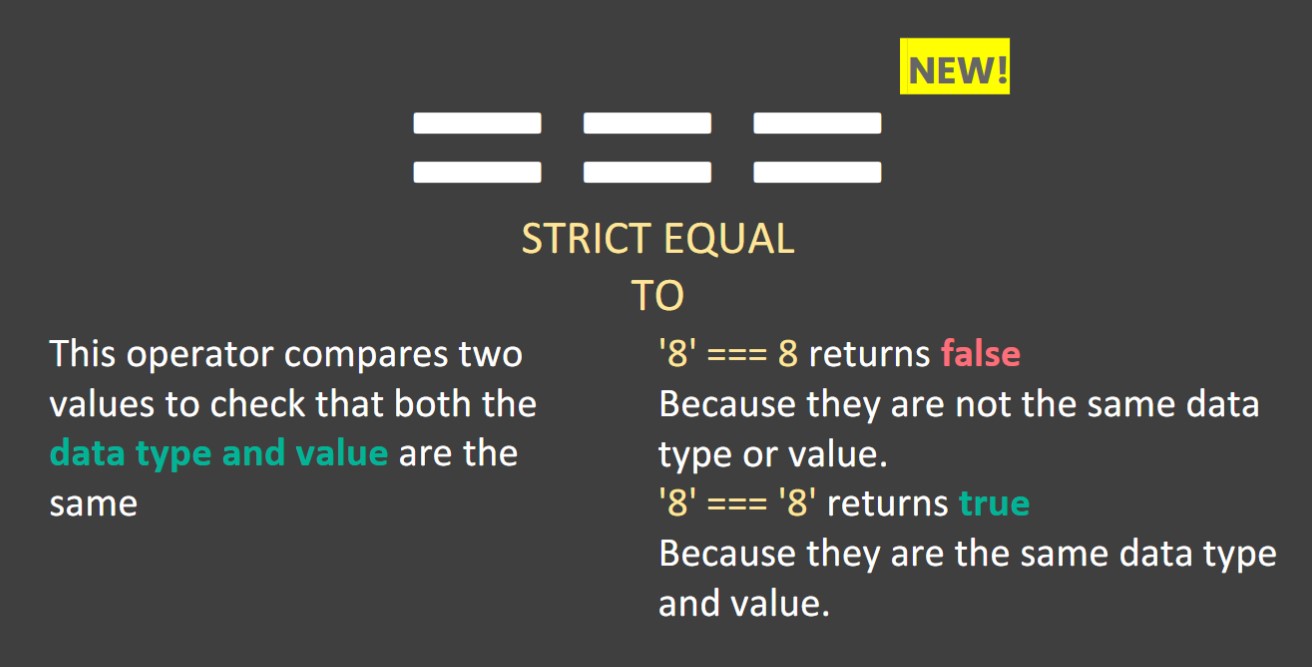 NEW!
===
STRICT EQUAL
TO
This operator compares two
values to check that both the
data type and value are the
same
'8' === 8 returns false
Because they are not the same data
type or value.
'8' === '8' returns true
Because they are the same data type
and value.